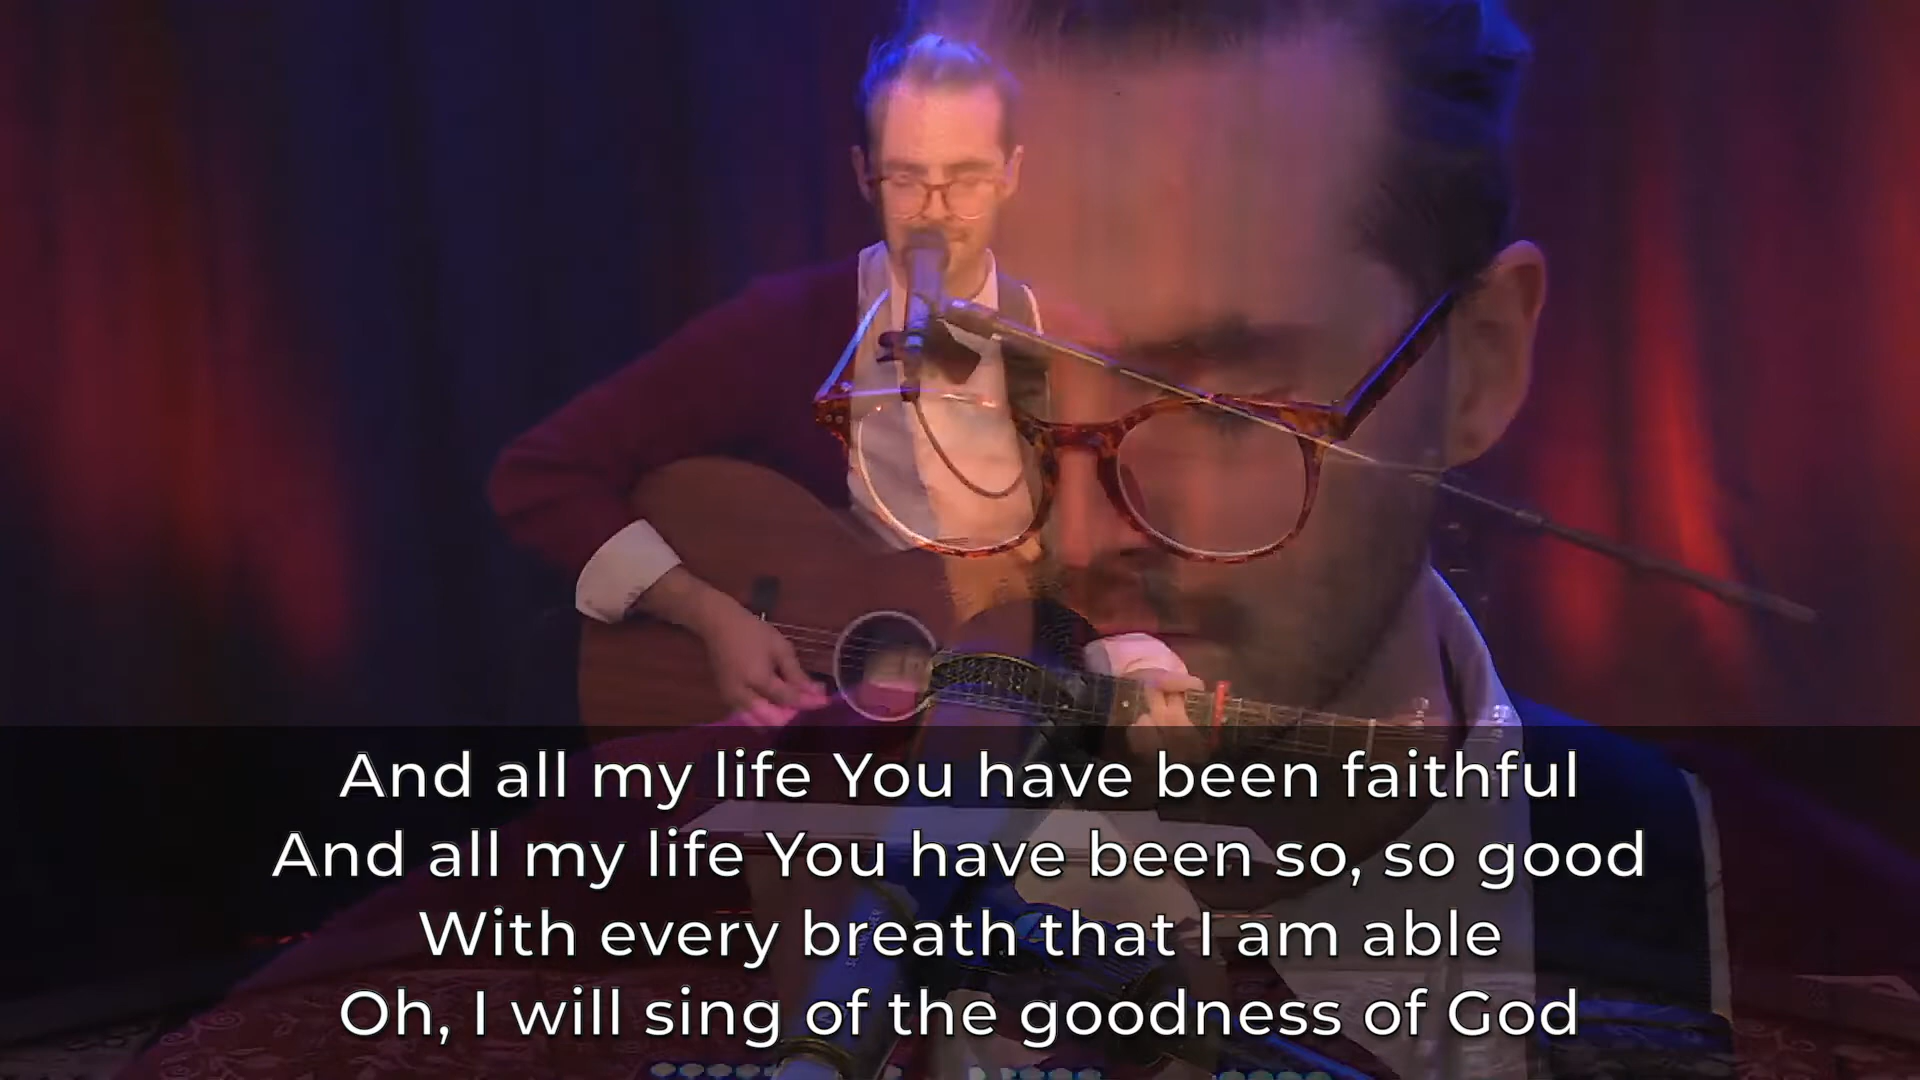 And all my life You have been faithful
And all my life You have been so, so good
With every breath that I am able
Oh, I will sing of the goodness of God